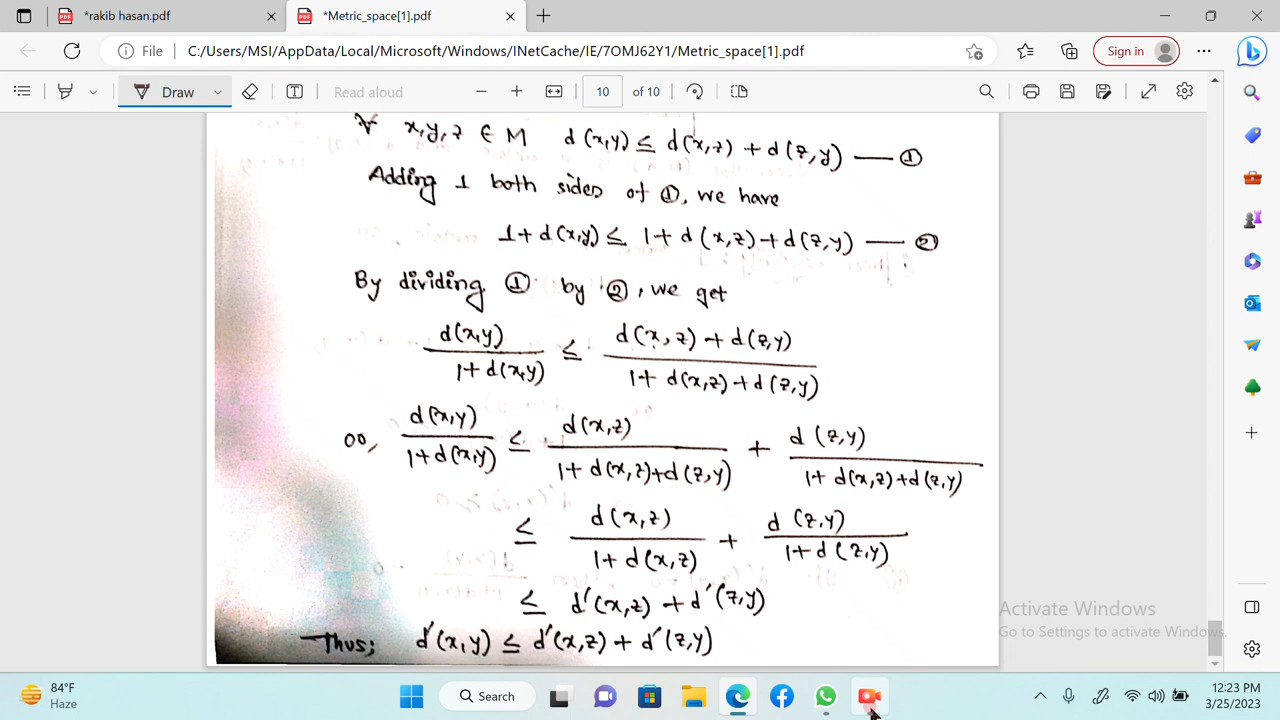 *rakib hasan.pdf
*Metric_space[1].pdf
File C:/Users/MSI/AppData/Local/Microsoft/Windows/INetCache/IE/7OMJ62Y1/Metric_space[1].pdf
Sign in
Draw
Read aloud
10 of 10
∀ x,y,z ∈ M d(x,y) ≤ d(x,z) + d(z,y) — ①
Adding 1 both sides of ①, we have
1+d(x,y) ≤ 1+d(x,z)+d(z,y) — ②
By dividing ① by ②, we get
d(x,y)/1+d(x,y) ≤ d(x,z)+d(z,y)/1+d(x,z)+d(z,y)
or, d(x,y)/1+d(x,y) ≤ d(x,z)/1+d(x,z)+d(z,y) + d(z,y)/1+d(x,z)+d(z,y)
≤ d(x,z)/1+d(x,z) + d(z,y)/1+d(z,y)
≤ d′(x,z) + d′(z,y)
Thus; d′(x,y) ≤ d′(x,z) + d′(z,y)
Activate Windows
Go to Settings to activate Windows.
84°F
Haze
Search
12:23 PM
3/25/2023